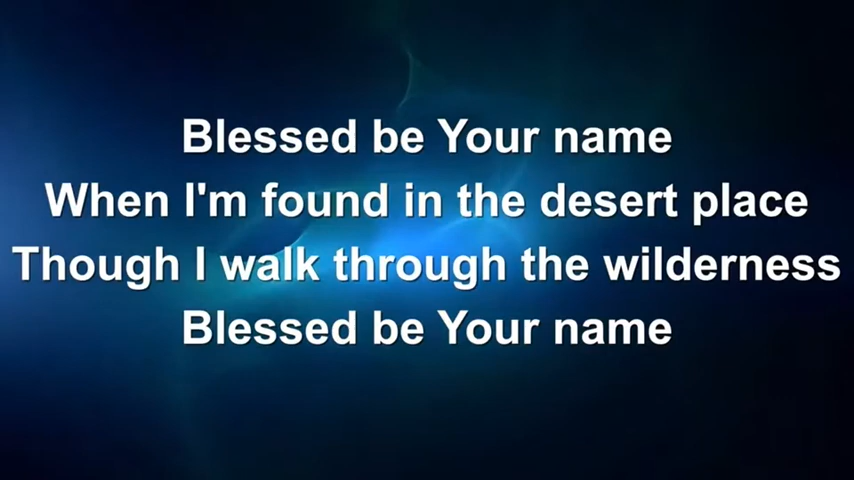 Blessed be Your name
When I'm found in the desert place
Though I walk through the wilderness
Blessed be Your name